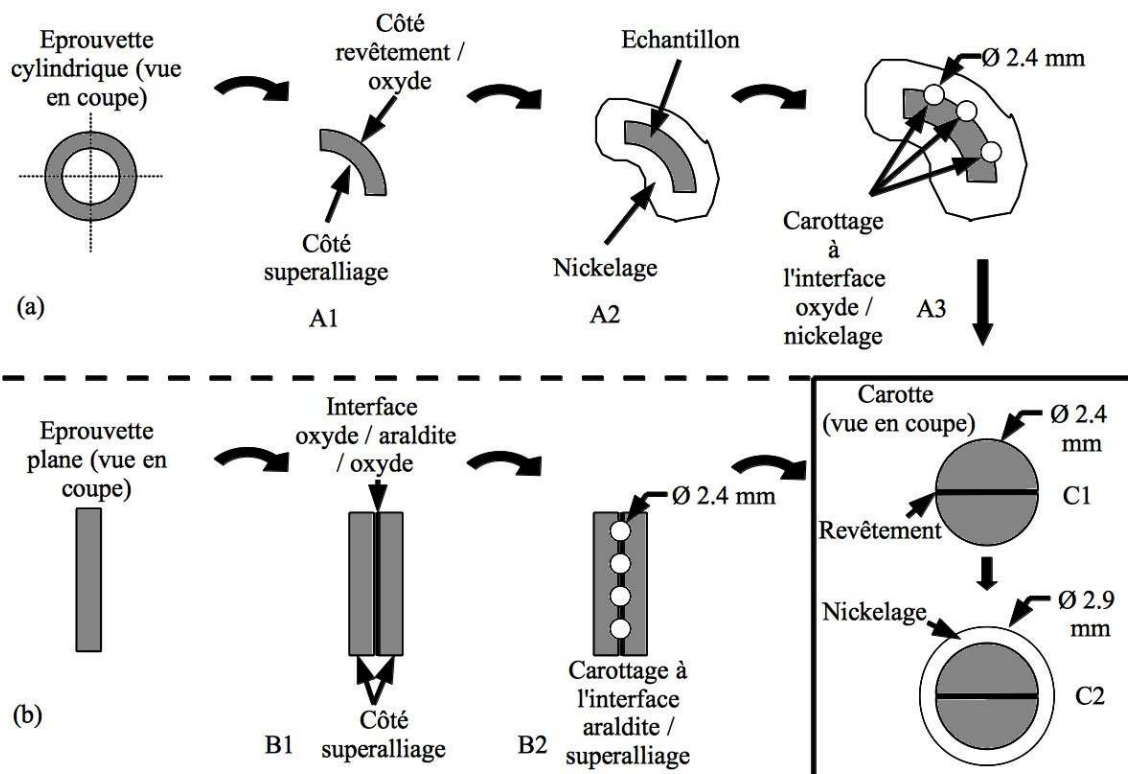 Eprouvette
cylindrique (vue
en coupe)
Côté
revêtement /
oxyde
Côté
superalliage
A1
Echantillon
Nickelage
A2
Ø 2.4 mm
Carottage
à
l'interface
oxyde /
nickelage
A3
(a)
Eprouvette
plane (vue en
coupe)
Interface
oxyde / araldite
/ oxyde
Côté
superalliage
B1
Ø 2.4 mm
Carottage à
l'interface
araldite /
superalliage
B2
(b)
Carotte
(vue en coupe)
Ø 2.4
mm
C1
Revêtement
Nickelage
Ø 2.9
mm
C2